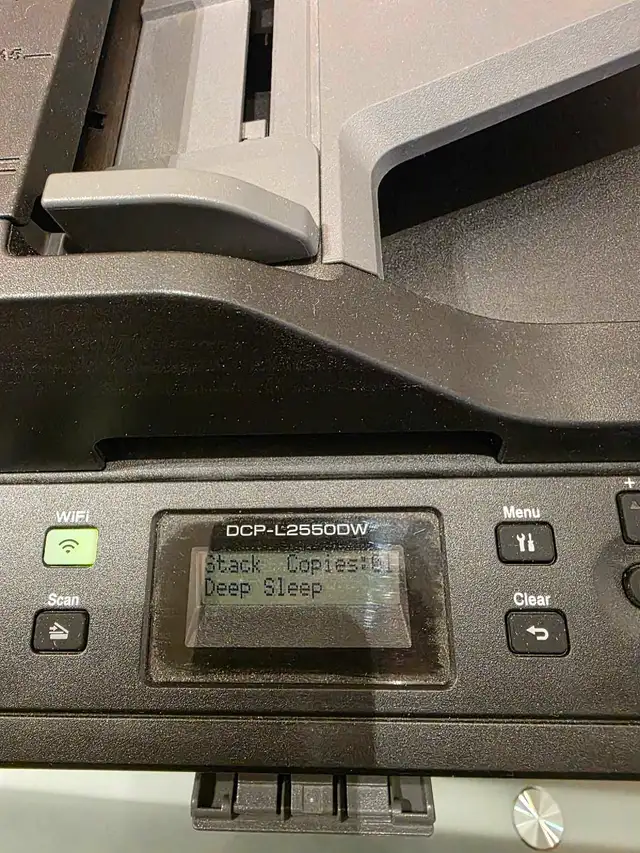 WiFi
Scan
DCP-L2550DW
Stack Copies:01
Deep Sleep
Menu
Clear
+